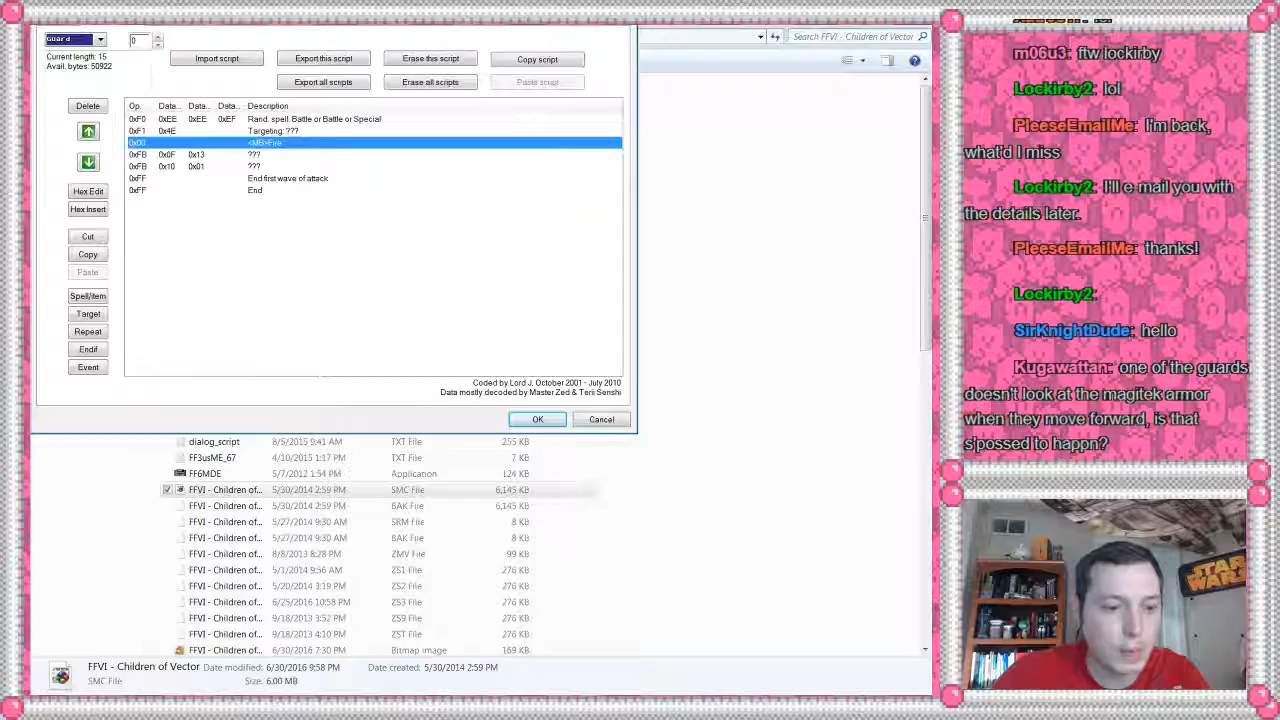 Guard
0
Current length: 15
Avail. bytes: 50922
Import script
Export this script
Erase this script
Copy script
Export all scripts
Erase all scripts
Paste script
Delete
Hex Edit
Hex Insert
Cut
Copy
Paste
Spell/item
Target
Repeat
Endif
Event
Op. Data... Data... Data... Description
0xF0 0xEE 0xEE 0xEF Rand. spell: Battle or Battle or Special
0xF1 0x4E Targeting: ???
0x00 <MB>Fire
0xFB 0x0F 0x13 ???
0xFB 0x10 0x01 ???
0xFF End first wave of attack
0xFF End
Coded by Lord J. October 2001 - July 2010
Data mostly decoded by Master Zed & Terii Senshi
OK
Cancel
Search FFVI - Children of Vector
dialog_script 8/5/2015 9:41 AM TXT File 255 KB
FF3usME_67 2015 1:17 PM TXT File 7 KB
FF6MDE 5/7/2012 1:54 PM Application 124 KB
FFVI - Children of... 5/30/2014 2:59 PM SMC File 6,145 KB
FFVI - Children of... 5/30/2014 2:59 PM BAK File 6,145 KB
FFVI - Children of... 5/27/2014 9:30 AM SRM File 8 KB
FFVI - Children of... 5/27/2014 9:30 AM BAK File 8 KB
FFVI - Children of... 8/8/2013 8:28 PM ZMV File 99 KB
FFVI - Children of... 5/1/2014 9:56 AM ZS1 File 276 KB
FFVI - Children of... 5/20/2014 3:19 PM ZS2 File 276 KB
FFVI - Children of... 6/25/2016 10:58 PM ZS3 File 276 KB
FFVI - Children of... 9/18/2013 3:52 PM ZS9 File 276 KB
FFVI - Children of... 9/18/2013 4:10 PM ZST File 276 KB
FFVI - Children of... 6/30/2016 7:30 PM Bitmap image 169 KB
FFVI - Children of Vector Date modified: 6/30/2016 9:58 PM Date created: 5/30/2014 2:59 PM
SMC File Size: 6.00 MB
m06u3: ftw lockirby
Lockirby2: lol
PleeseEmailMe: I'm back,
what'd I miss
Lockirby2: I'll e-mail you with
the details later.
PleeseEmailMe: thanks!
Lockirby2:
SirKnightDude: hello
Kugawattan: one of the guards
doesn't look at the magitek armor
when they move forward, is that
s'possed to happn?
STAR
WARS